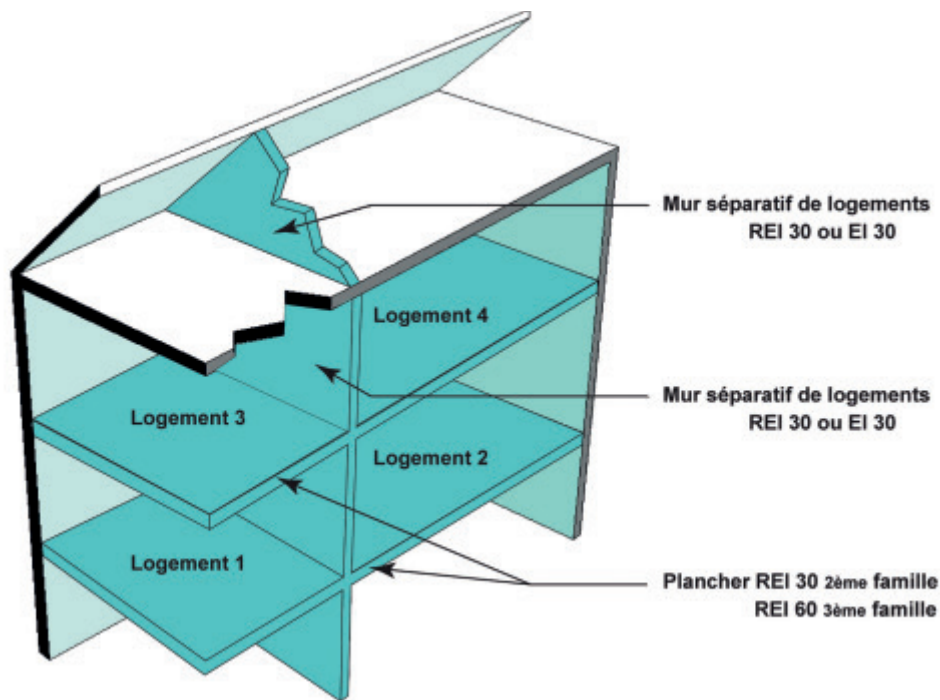 Mur séparatif de logements
REI 30 ou EI 30
Logement 4
Mur séparatif de logements
REI 30 ou EI 30
Logement 3
Logement 2
Logement 1
Plancher REI 30 2ème famille
REI 60 3ème famille